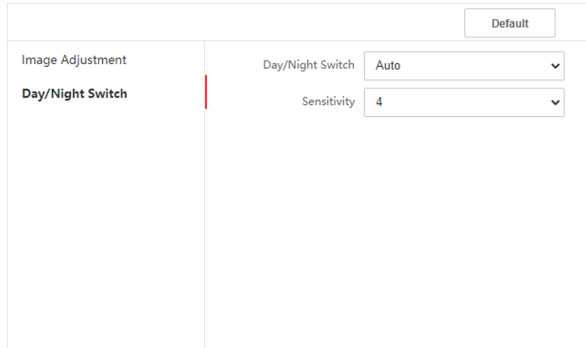 Default
Image Adjustment
Day/Night Switch
Day/Night Switch Auto
Sensitivity 4